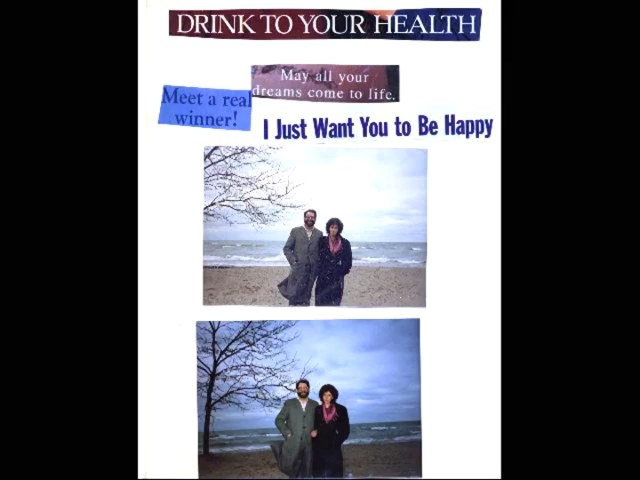 DRINK TO YOUR HEALTH
May all your
dreams come to life.
Meet a real
winner!
I Just Want You to Be Happy